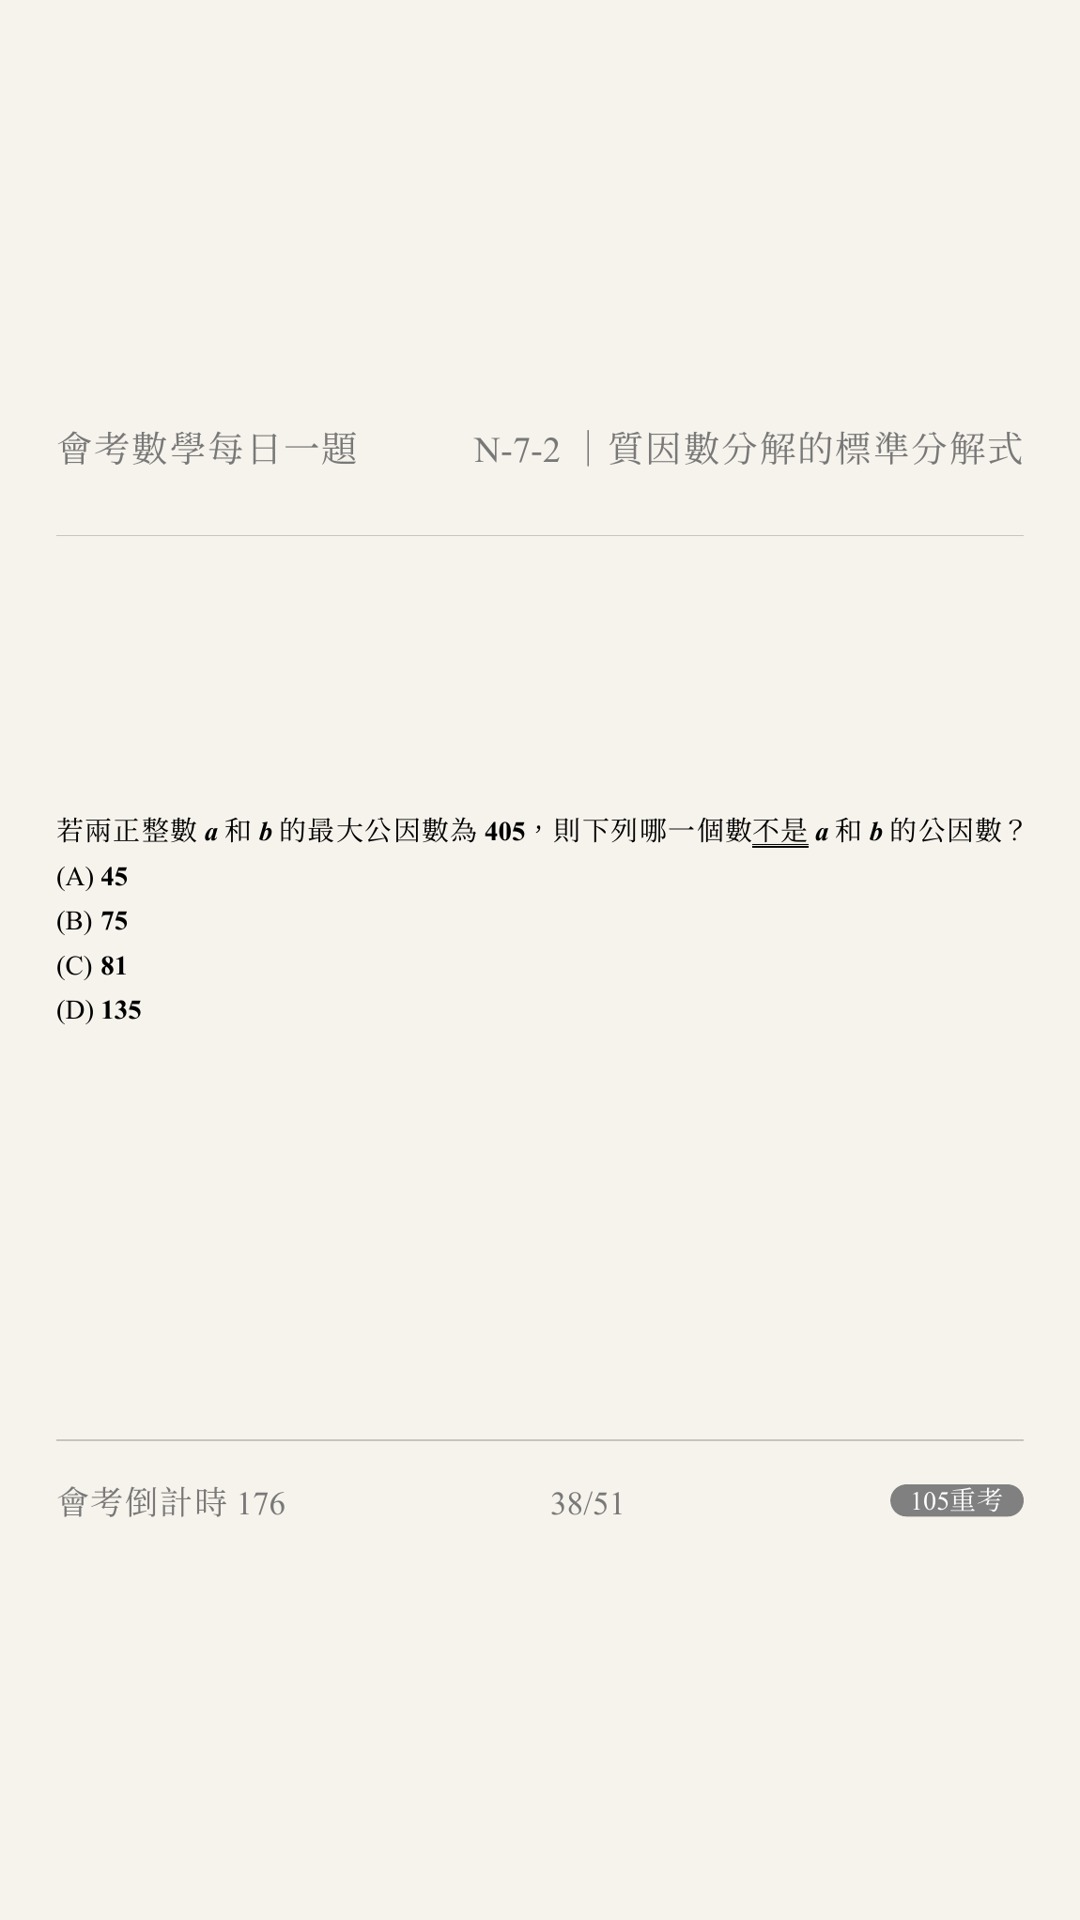 會考數學每日一題
N-7-2｜質因數分解的標準分解式
若兩正整數 a 和 b 的最大公因數為 405，則下列哪一個數不是 a 和 b 的公因數？
(A) 45
(B) 75
(C) 81
(D) 135
會考倒計時 176
38/51
105重考